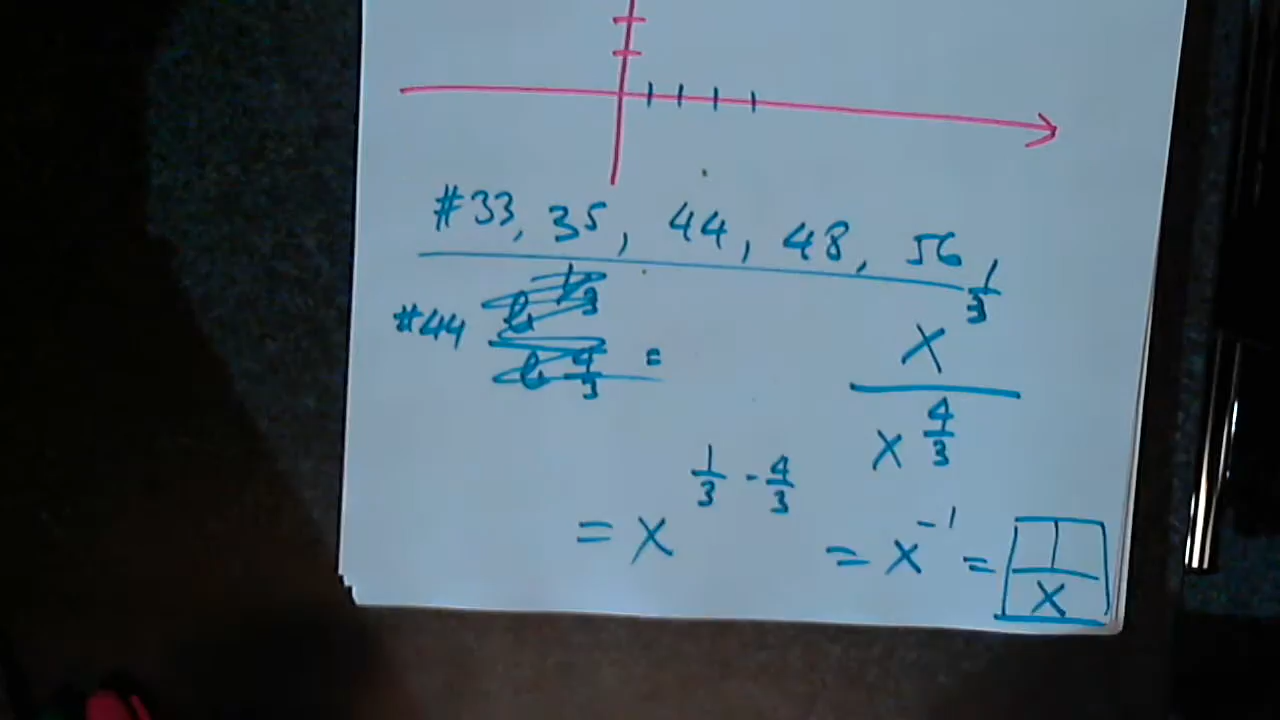 #33, 35, 44, 48, 56,
#44 =
x^(1/3) / x^(4/3)
= x^(1/3 - 4/3) = x^-1 = 1/x